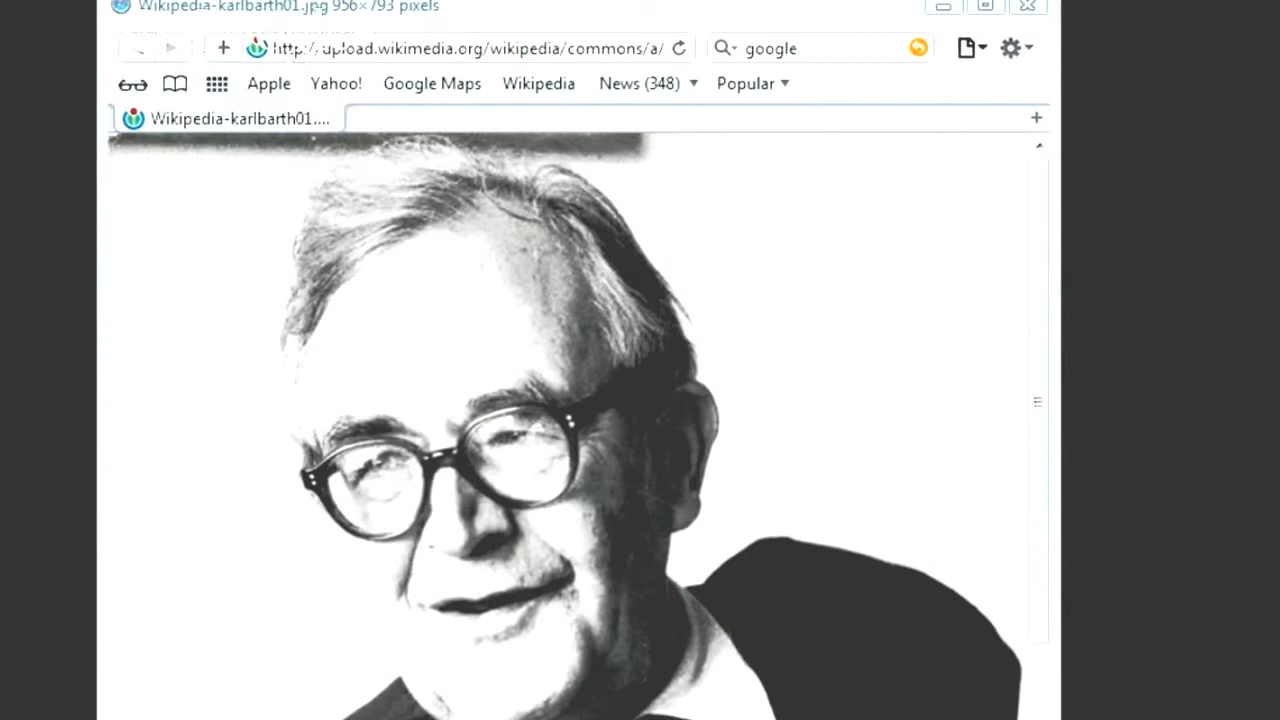 Wikipedia-karlbarth01.jpg 956×793 pixels
http://upload.wikimedia.org/wikipedia/commons/a/ google
Apple Yahoo! Google Maps Wikipedia News (348) Popular
Wikipedia-karlbarth01....